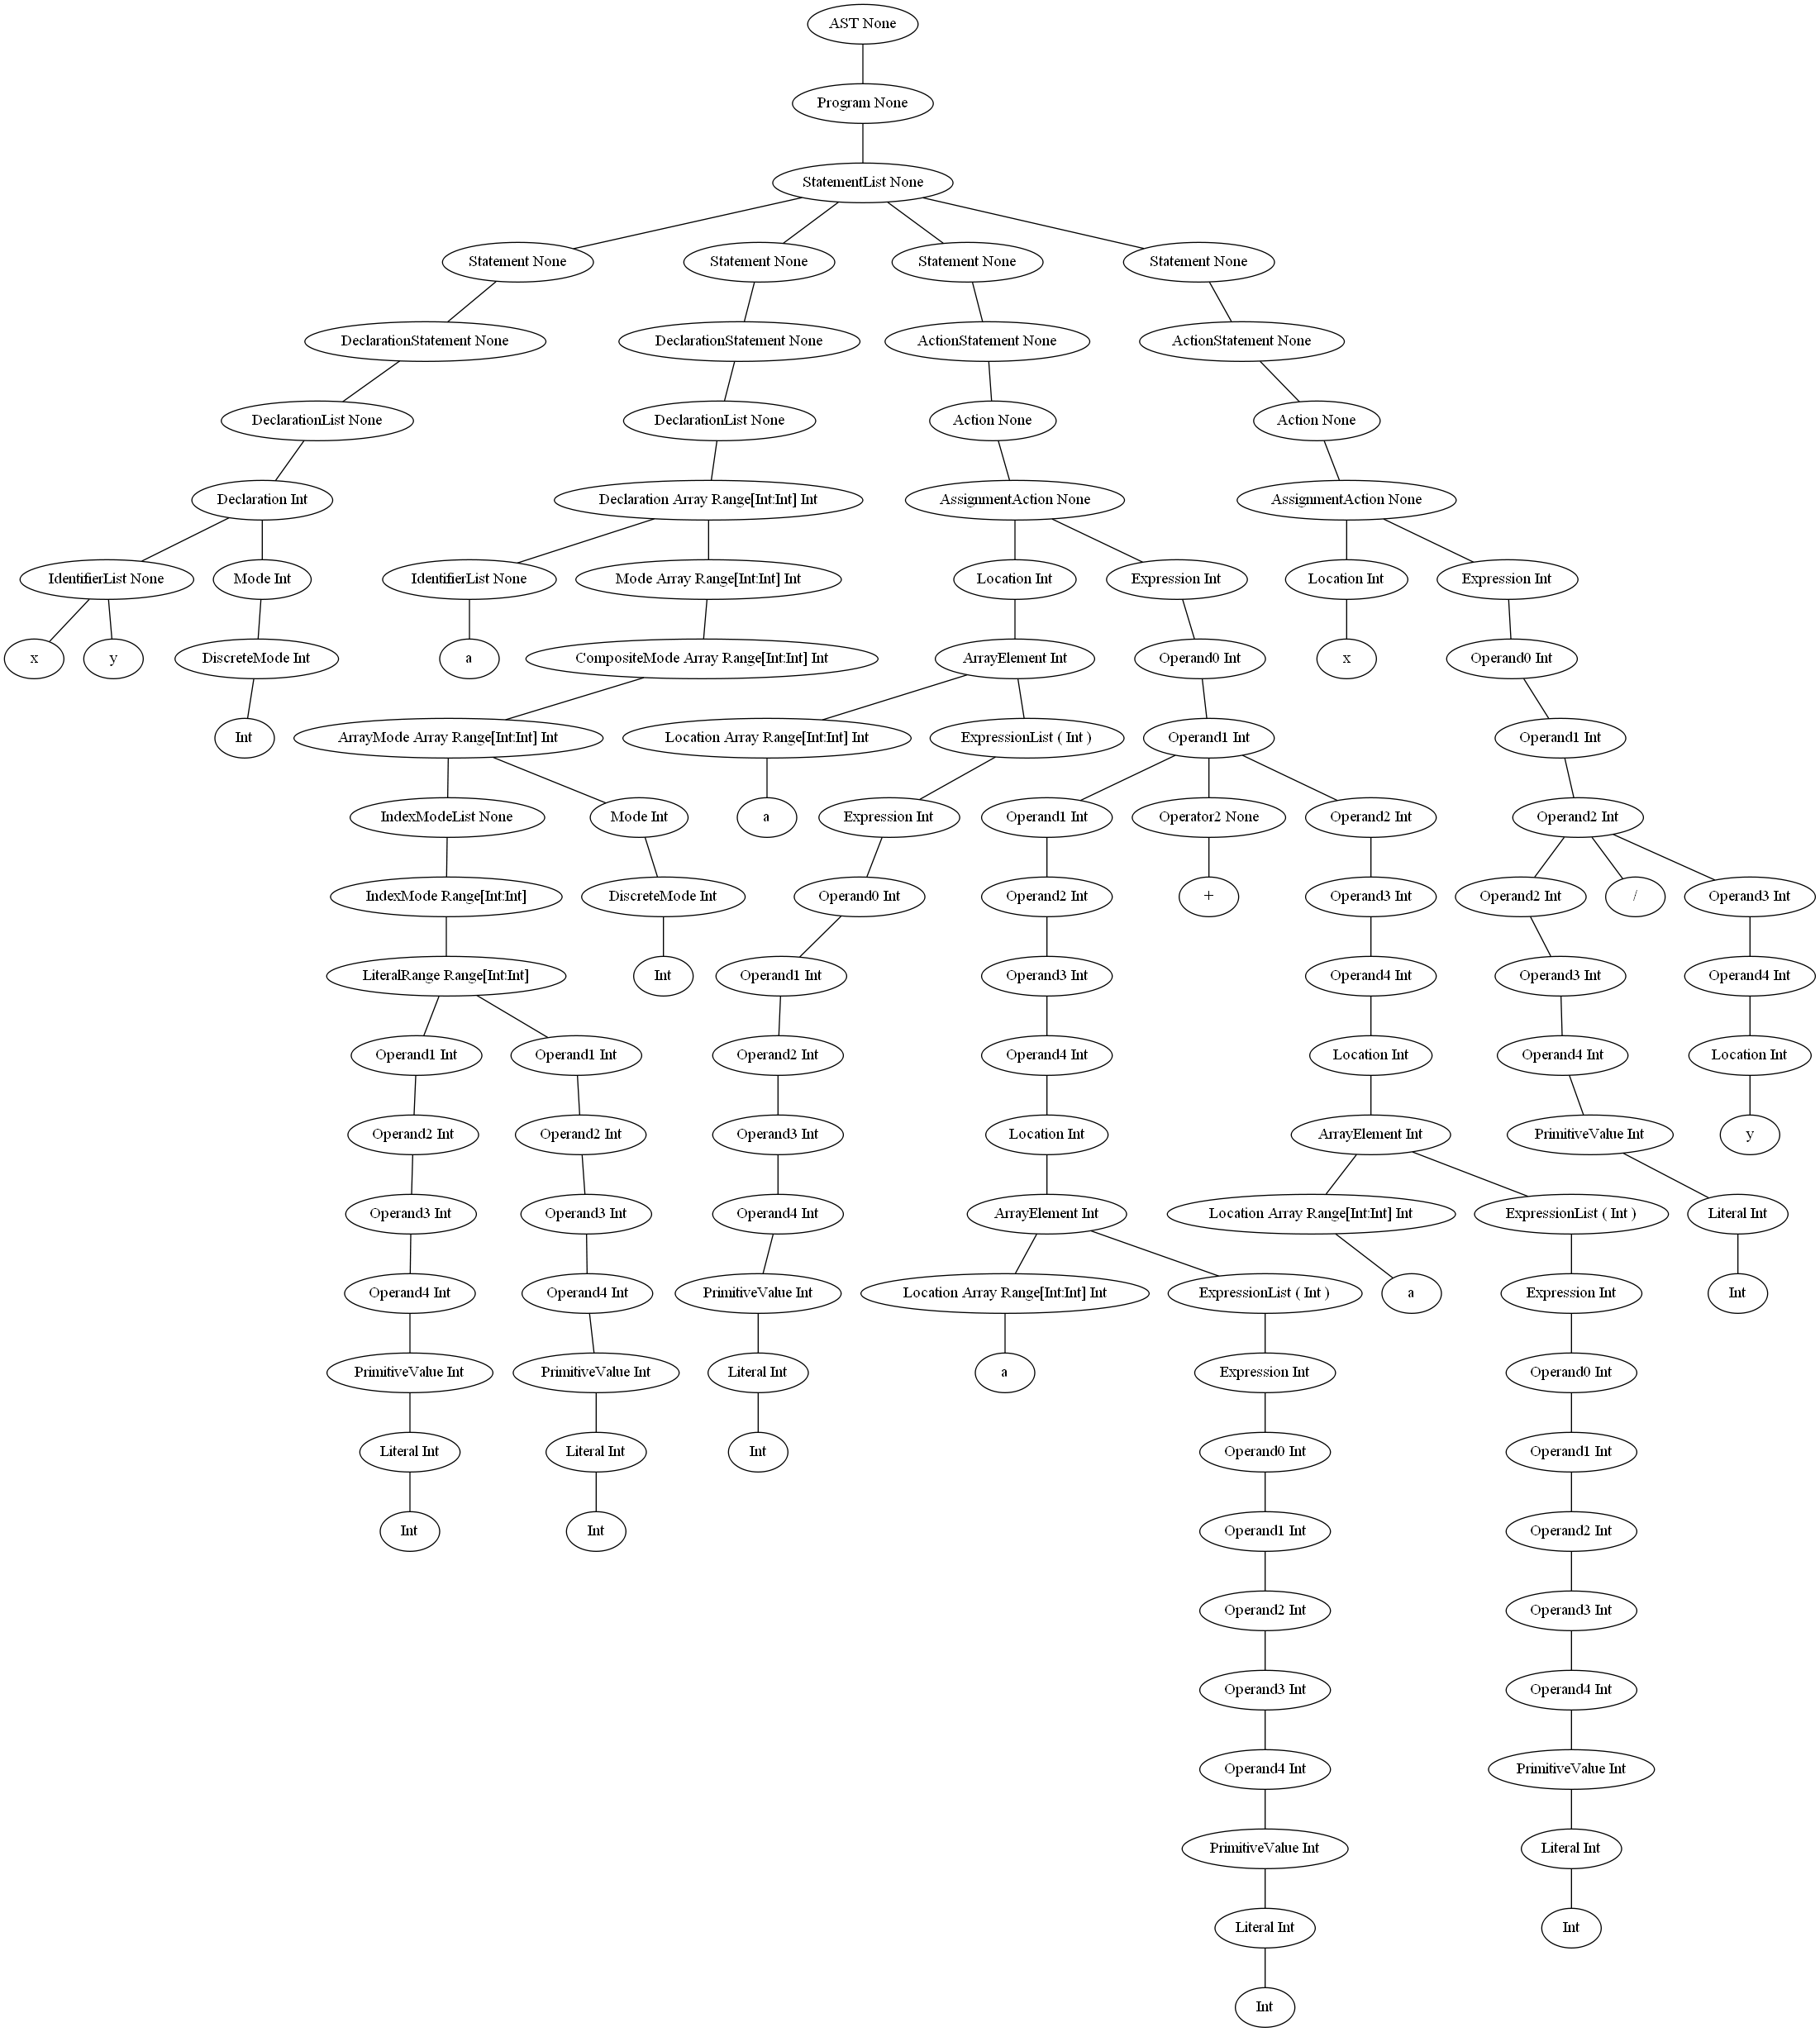 AST None
Program None
StatementList None
Statement None
Statement None
Statement None
Statement None
DeclarationStatement None
DeclarationStatement None
ActionStatement None
ActionStatement None
DeclarationList None
DeclarationList None
Action None
Action None
Declaration Int
Declaration Array Range[Int:Int] Int
AssignmentAction None
AssignmentAction None
IdentifierList None
Mode Int
IdentifierList None
Mode Array Range[Int:Int] Int
Location Int
Expression Int
Location Int
Expression Int
x
y
DiscreteMode Int
a
CompositeMode Array Range[Int:Int] Int
ArrayElement Int
Operand0 Int
x
Operand0 Int
Int
ArrayMode Array Range[Int:Int] Int
Location Array Range[Int:Int] Int
ExpressionList ( Int )
Operand1 Int
Operand1 Int
IndexModeList None
Mode Int
a
Expression Int
Operand1 Int
Operator2 None
Operand2 Int
Operand2 Int
IndexMode Range[Int:Int]
DiscreteMode Int
Operand0 Int
Operand2 Int
+
Operand3 Int
Operand2 Int
/
Operand3 Int
LiteralRange Range[Int:Int]
Int
Operand1 Int
Operand3 Int
Operand4 Int
Operand3 Int
Operand4 Int
Operand1 Int
Operand1 Int
Operand2 Int
Operand4 Int
Location Int
Operand4 Int
Location Int
Operand2 Int
Operand2 Int
Operand3 Int
Location Int
ArrayElement Int
PrimitiveValue Int
y
Operand3 Int
Operand3 Int
Operand4 Int
ArrayElement Int
Location Array Range[Int:Int] Int
ExpressionList ( Int )
Literal Int
Operand4 Int
Operand4 Int
PrimitiveValue Int
Location Array Range[Int:Int] Int
ExpressionList ( Int )
a
Expression Int
Int
PrimitiveValue Int
PrimitiveValue Int
Literal Int
a
Expression Int
Operand0 Int
Literal Int
Literal Int
Int
Operand0 Int
Operand1 Int
Int
Int
Operand1 Int
Operand2 Int
Operand2 Int
Operand3 Int
Operand3 Int
Operand4 Int
Operand4 Int
PrimitiveValue Int
PrimitiveValue Int
Literal Int
Literal Int
Int
Int